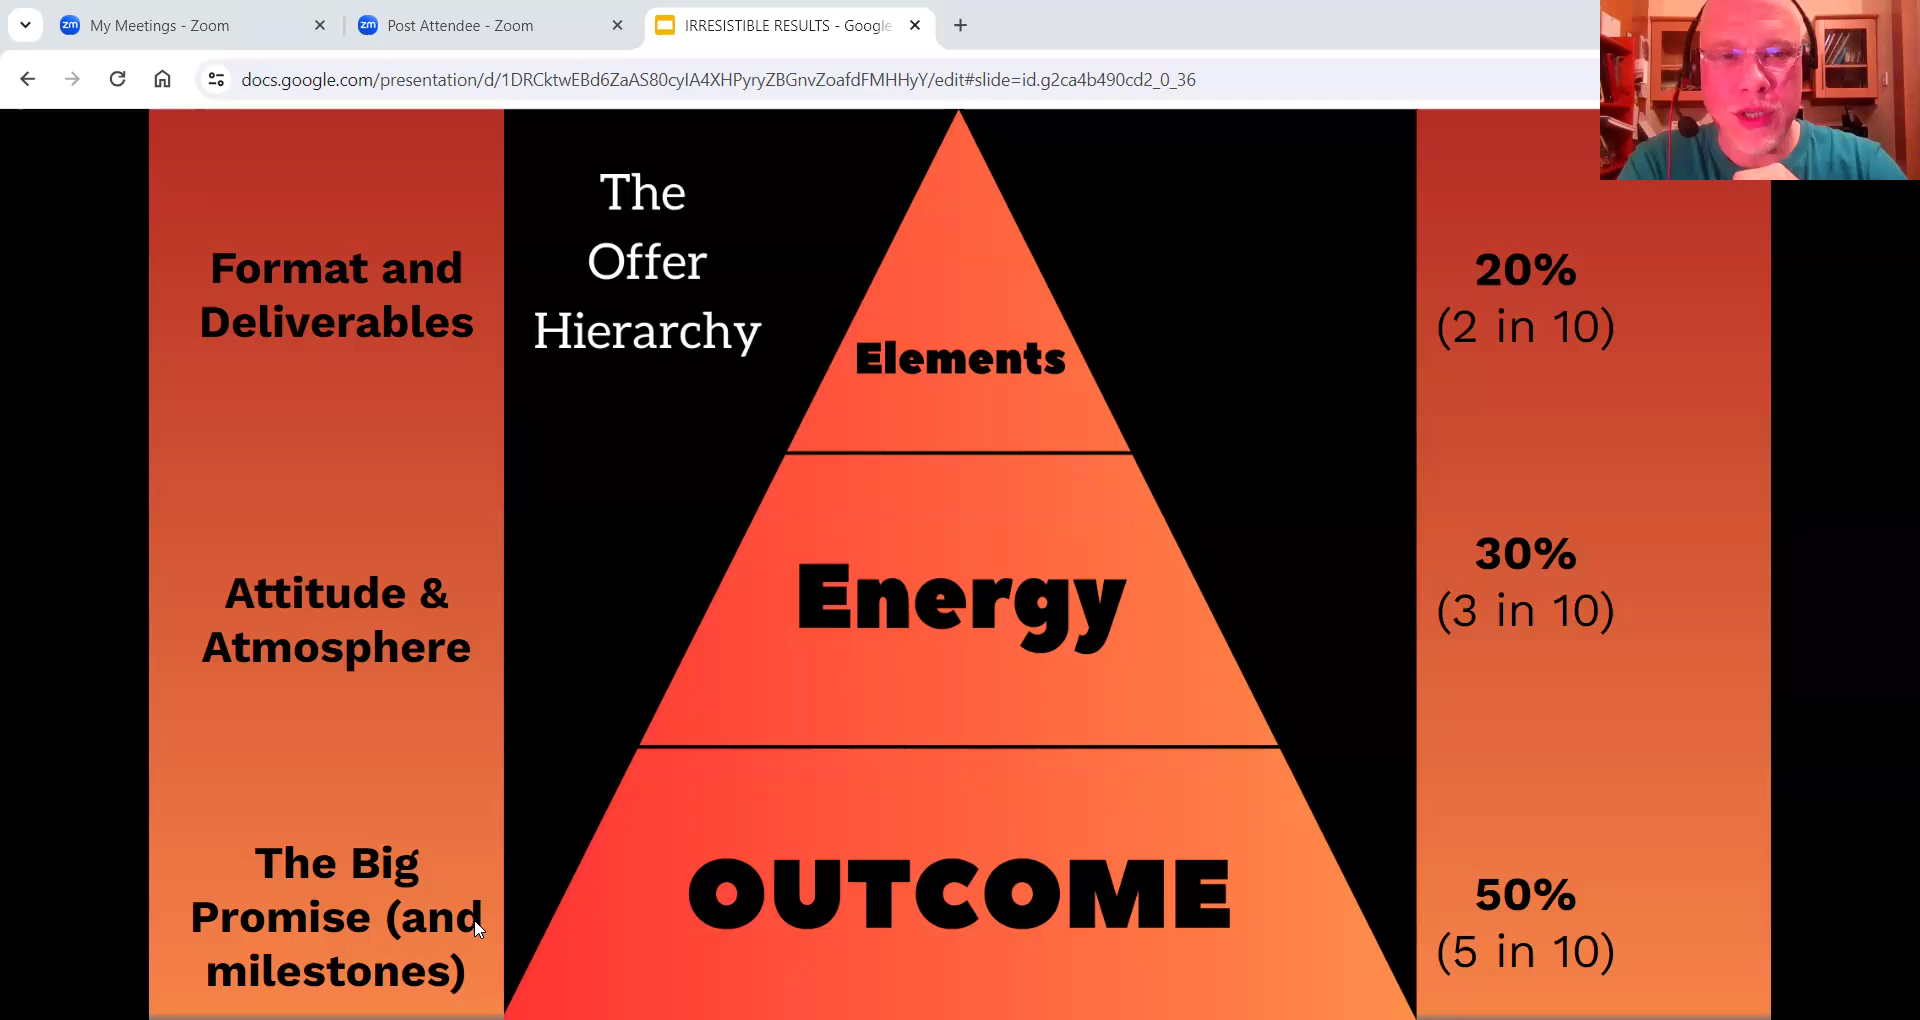 My Meetings - Zoom
Post Attendee - Zoom
IRRESISTIBLE RESULTS - Google
docs.google.com/presentation/d/1DRCktwEBd6ZaAS80cyIA4XHPyryZBGnvZoafdFMHHyY/edit#slide=id.g2ca4b490cd2_0_36
The
Offer
Hierarchy
Format and
Deliverables
Elements
20%
(2 in 10)
Attitude &
Atmosphere
Energy
30%
(3 in 10)
The Big
Promise (and
milestones)
OUTCOME
50%
(5 in 10)